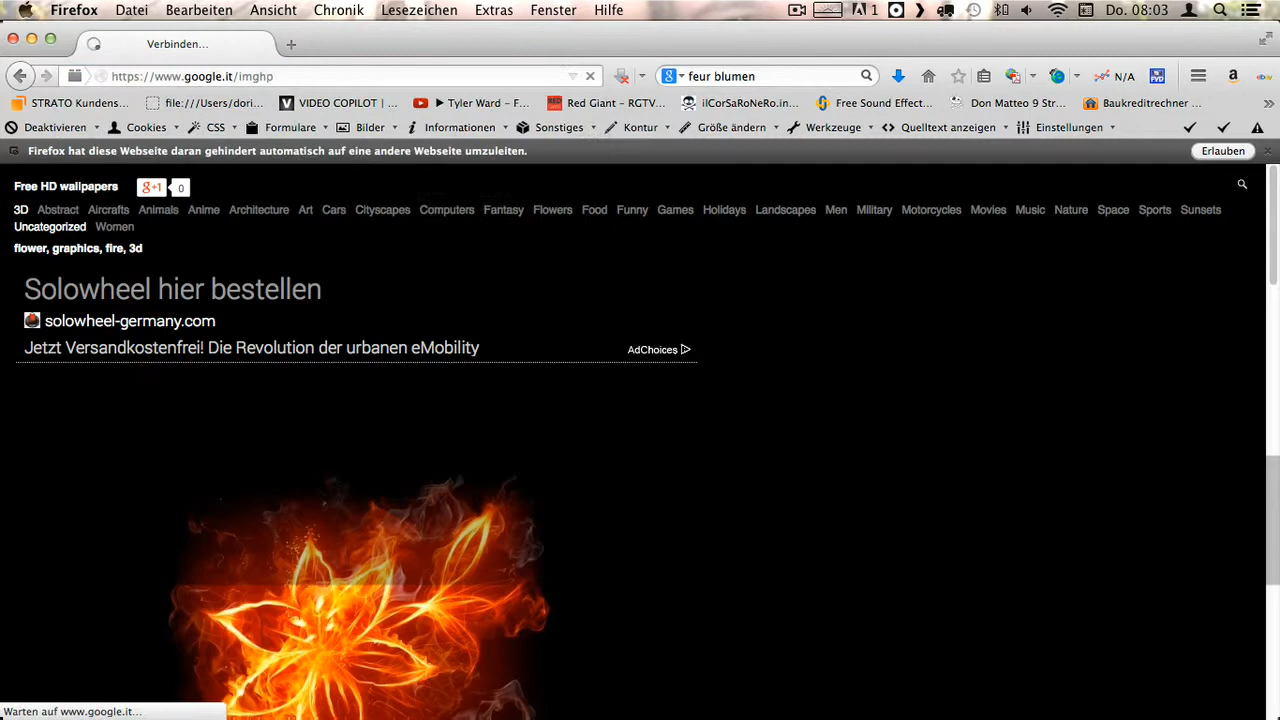 Firefox Datei Bearbeiten Ansicht Chronik Lesezeichen Extras Fenster Hilfe 1 Do. 08:03
Verbinden...
https://www.google.it/imghp feur blumen N/A
STRATO Kundens... file:///Users/dori... VIDEO COPILOT | ... Tyler Ward – F... Red Giant – RGTV... ilCorSaRoNeRo.in... Free Sound Effect... Don Matteo 9 Str... Baukreditrechner ...
Deaktivieren Cookies CSS Formulare Bilder Informationen Sonstiges Kontur Größe ändern Werkzeuge Quelltext anzeigen Einstellungen
Firefox hat diese Webseite daran gehindert automatisch auf eine andere Webseite umzuleiten. Erlauben
Free HD wallpapers g+1 0
3D Abstract Aircrafts Animals Anime Architecture Art Cars Cityscapes Computers Fantasy Flowers Food Funny Games Holidays Landscapes Men Military Motorcycles Movies Music Nature Space Sports Sunsets
Uncategorized Women
flower, graphics, fire, 3d
Solowheel hier bestellen
solowheel-germany.com
Jetzt Versandkostenfrei! Die Revolution der urbanen eMobility AdChoices
Warten auf www.google.it...